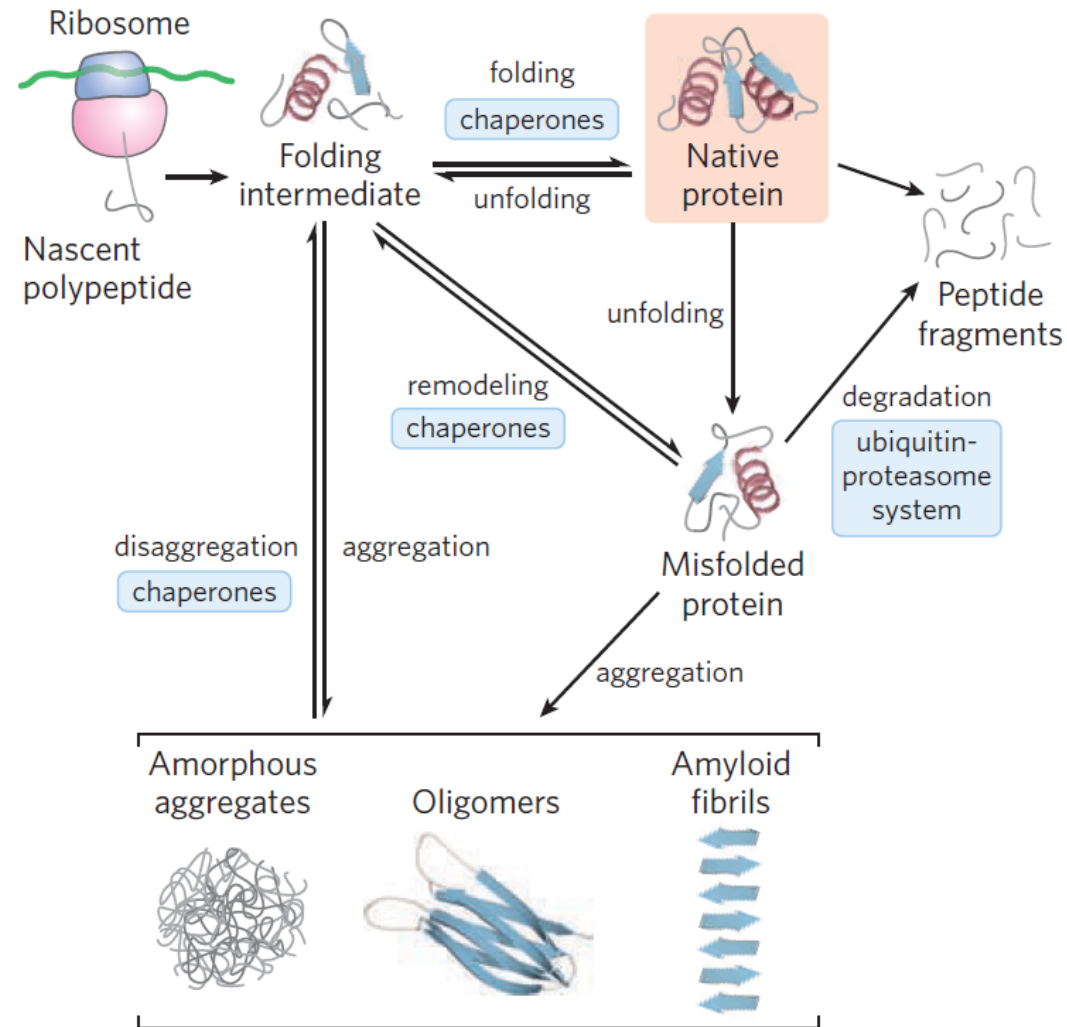 Ribosome
Nascent
polypeptide
Folding
intermediate
folding
chaperones
unfolding
Native
protein
Peptide
fragments
unfolding
remodeling
chaperones
degradation
ubiquitin-
proteasome
system
Misfolded
protein
disaggregation
chaperones
aggregation
aggregation
Amorphous
aggregates
Oligomers
Amyloid
fibrils